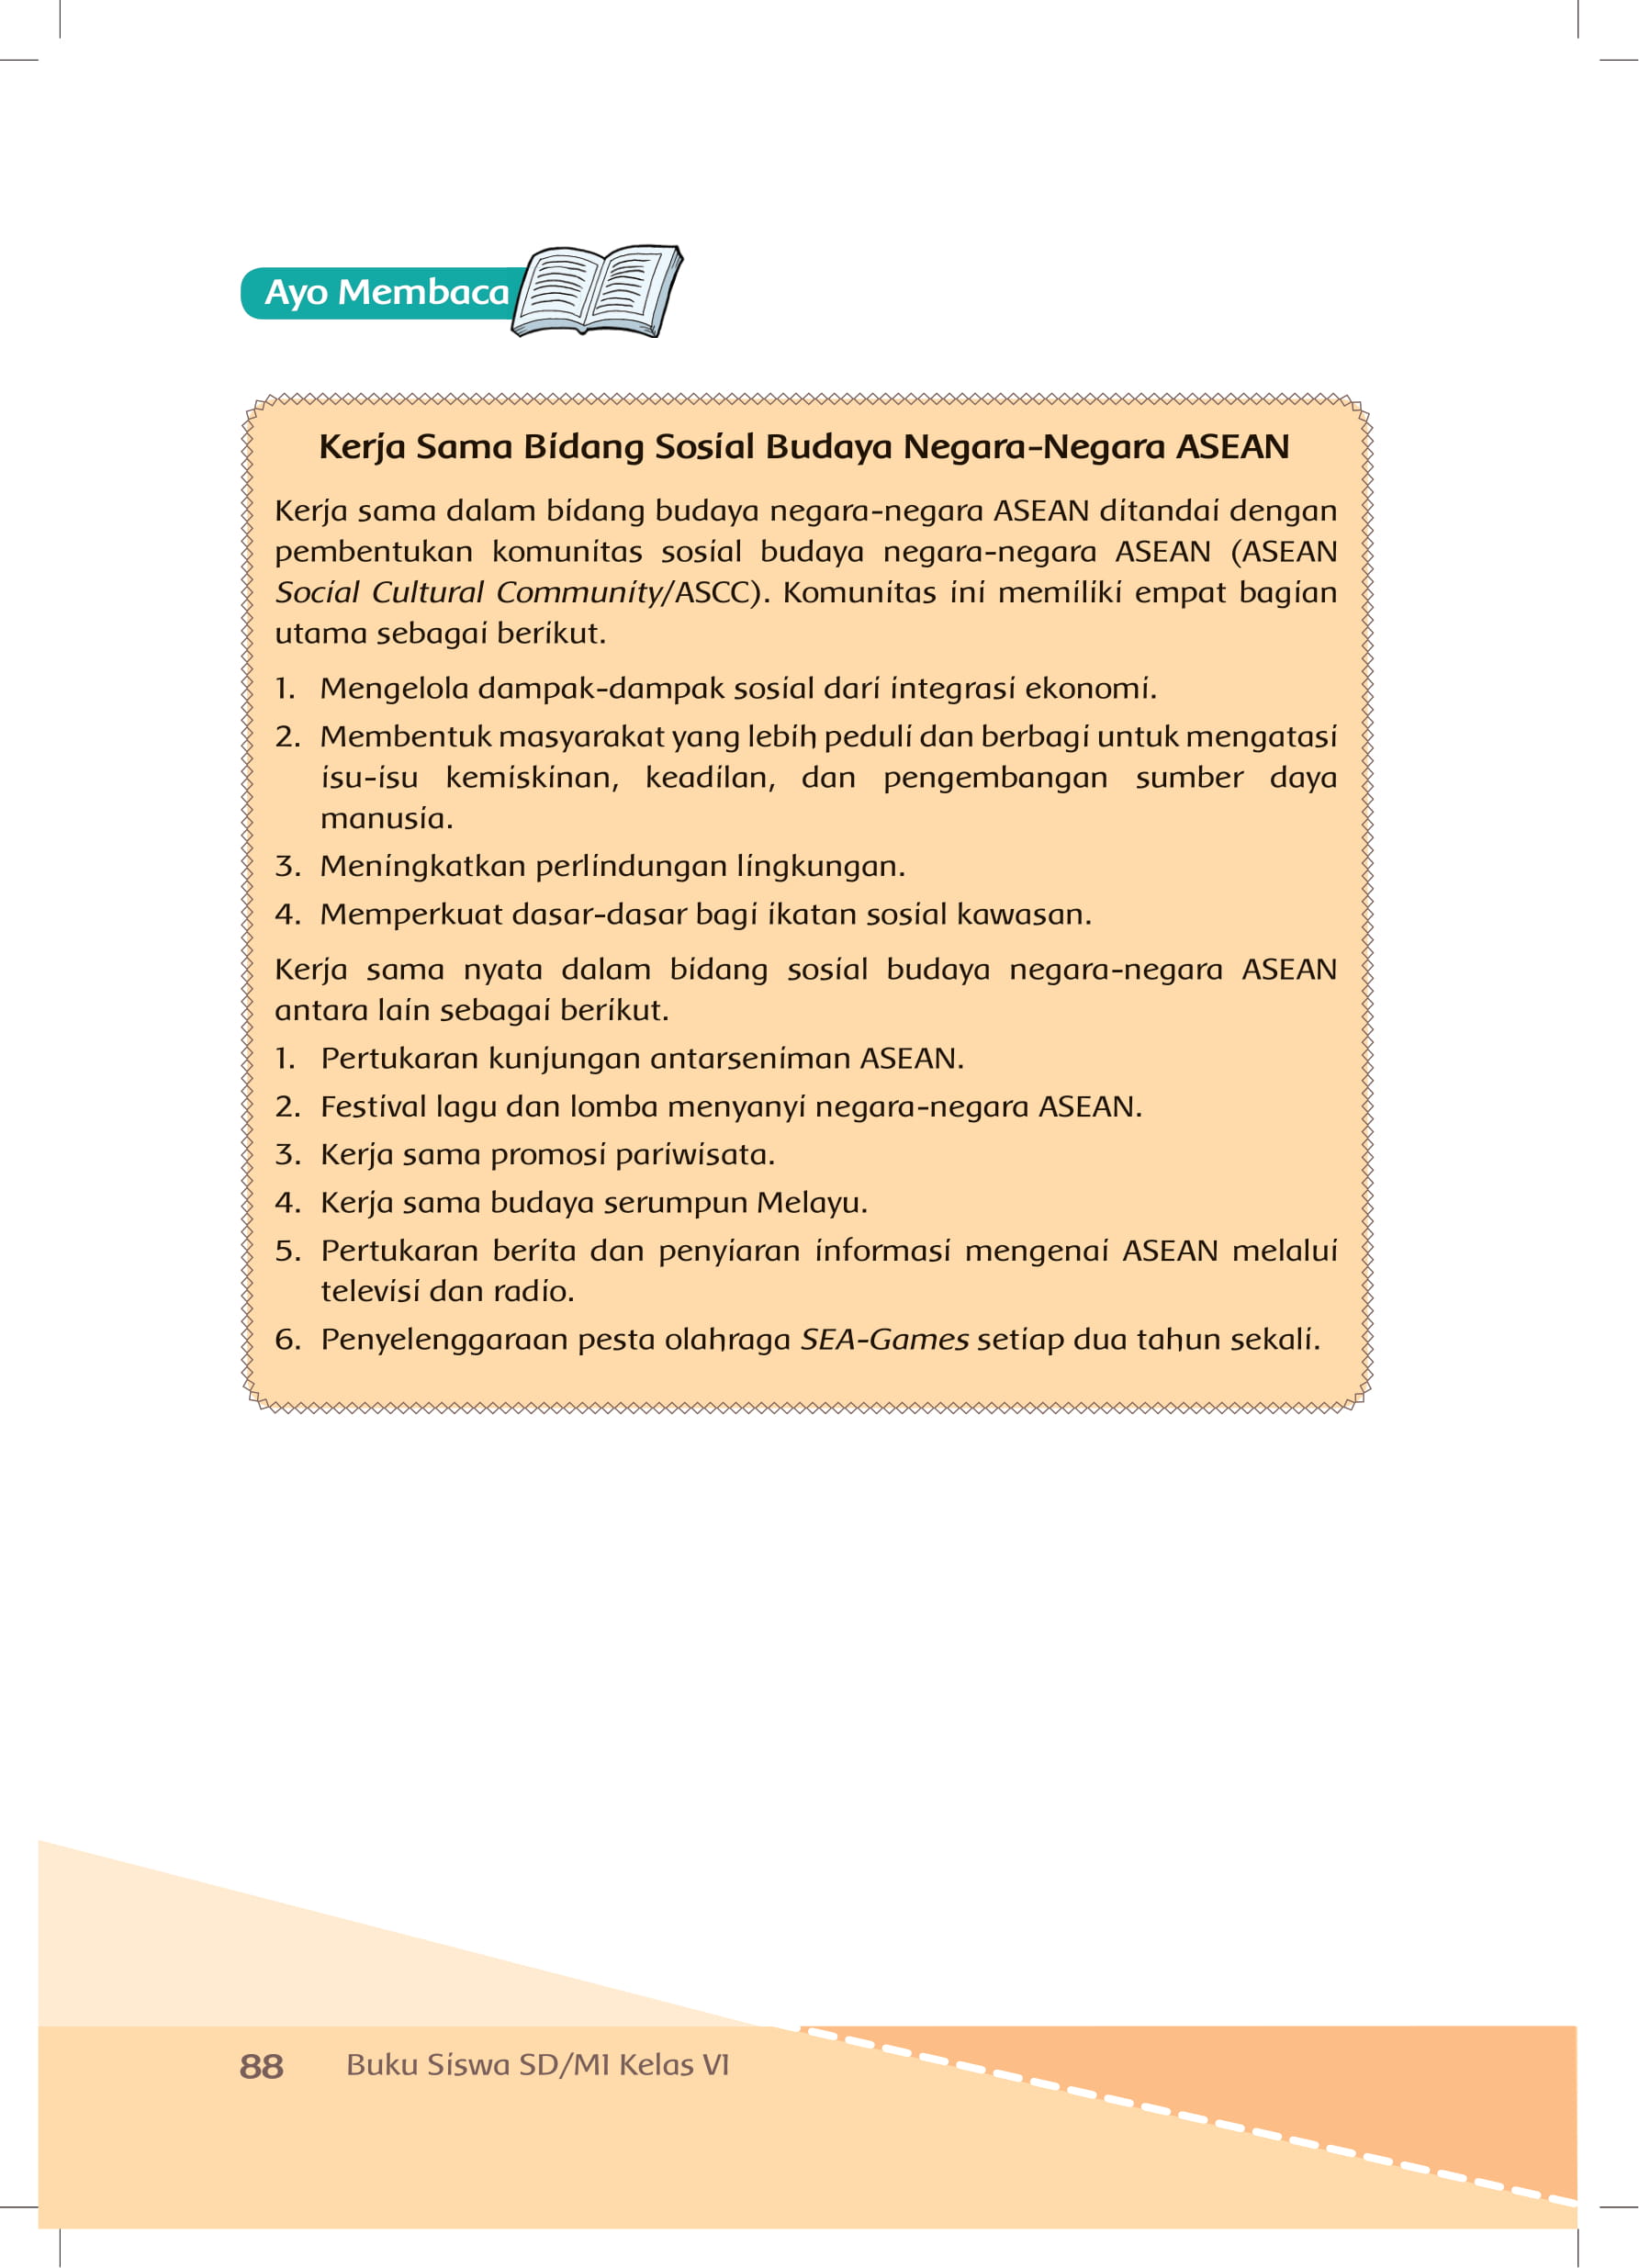 Ayo Membaca
Kerja Sama Bidang Sosial Budaya Negara-Negara ASEAN
Kerja sama dalam bidang budaya negara-negara ASEAN ditandai dengan
pembentukan komunitas sosial budaya negara-negara ASEAN (ASEAN
Social Cultural Community/ASCC). Komunitas ini memiliki empat bagian
utama sebagai berikut.
1. Mengelola dampak-dampak sosial dari integrasi ekonomi.
2. Membentuk masyarakat yang lebih peduli dan berbagi untuk mengatasi
isu-isu kemiskinan, keadilan, dan pengembangan sumber daya
manusia.
3. Meningkatkan perlindungan lingkungan.
4. Memperkuat dasar-dasar bagi ikatan sosial kawasan.
Kerja sama nyata dalam bidang sosial budaya negara-negara ASEAN
antara lain sebagai berikut.
1. Pertukaran kunjungan antarseniman ASEAN.
2. Festival lagu dan lomba menyanyi negara-negara ASEAN.
3. Kerja sama promosi pariwisata.
4. Kerja sama budaya serumpun Melayu.
5. Pertukaran berita dan penyiaran informasi mengenai ASEAN melalui
televisi dan radio.
6. Penyelenggaraan pesta olahraga SEA-Games setiap dua tahun sekali.
88 Buku Siswa SD/MI Kelas VI